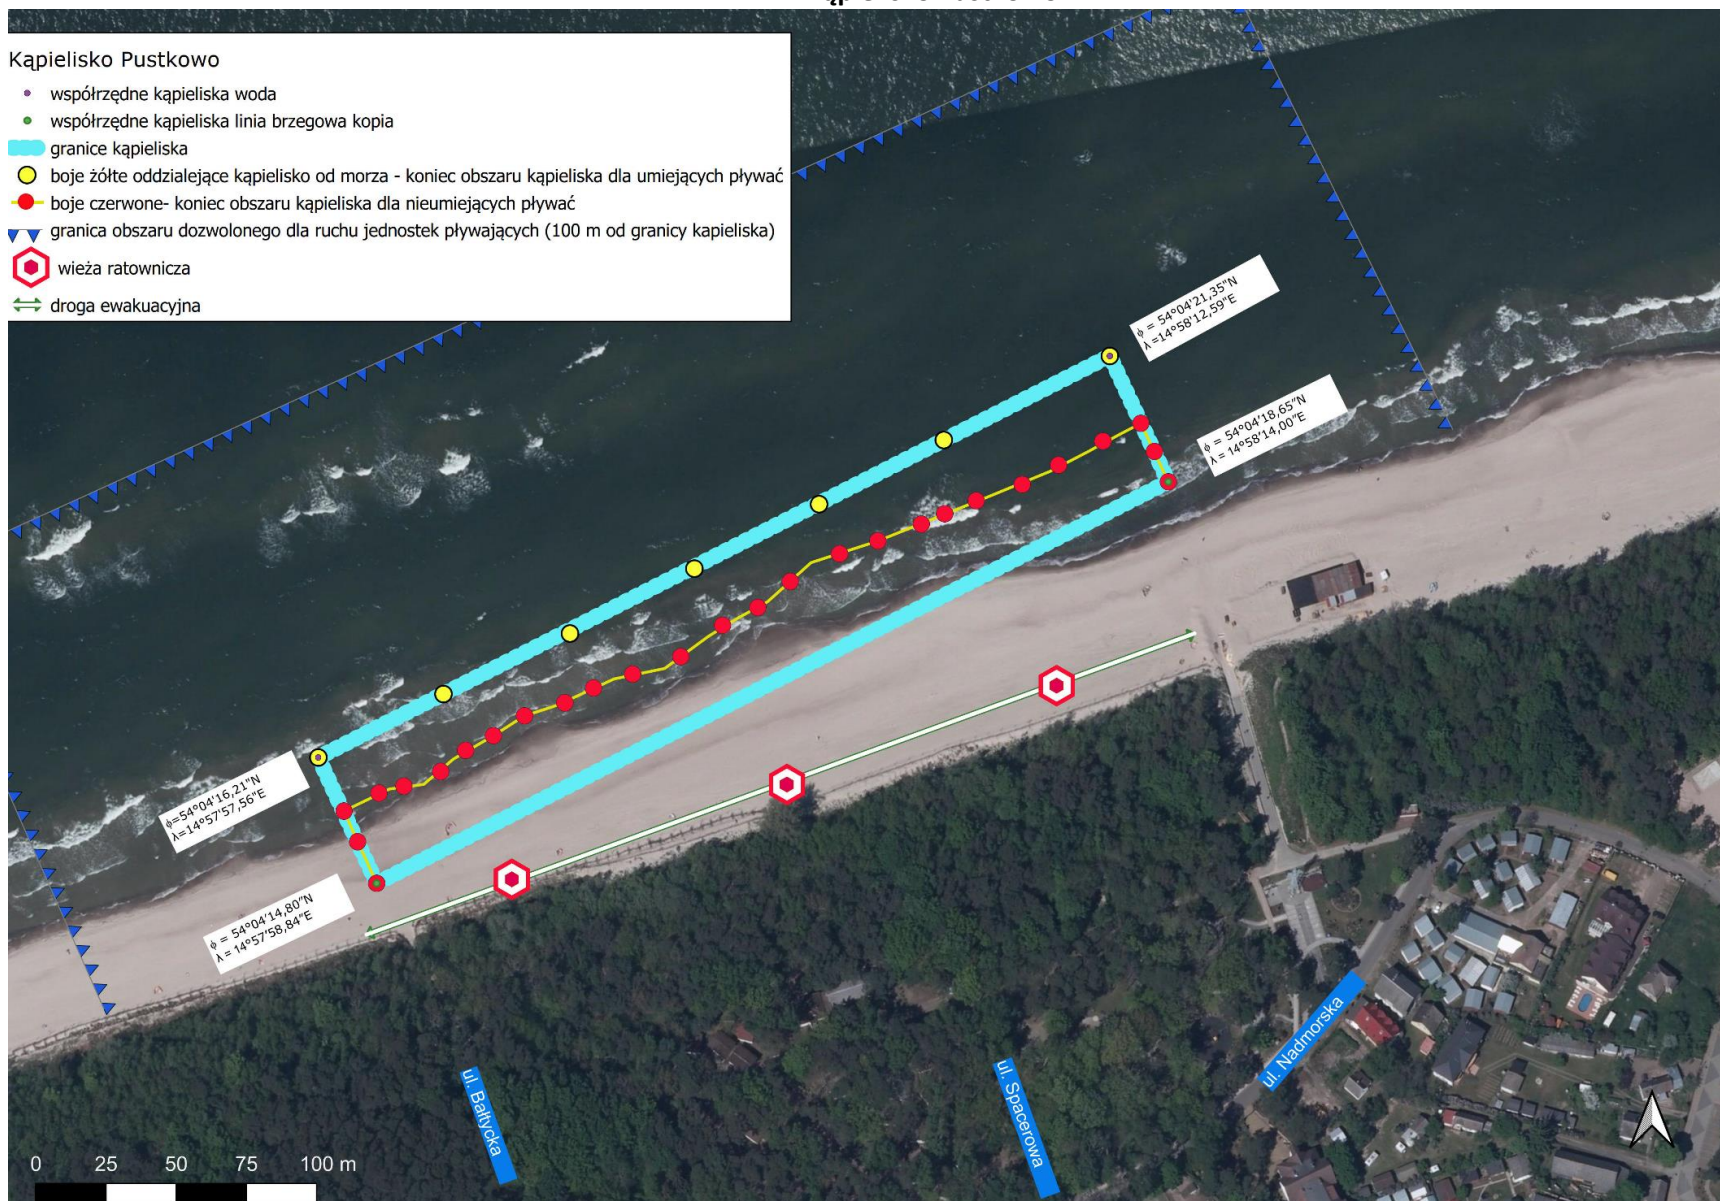 Kąpielisko Pustkowo
współrzędne kąpieliska woda
współrzędne kąpieliska linia brzegowa kopia
granice kąpieliska
boje żółte oddzialejące kąpielisko od morza - koniec obszaru kąpieliska dla umiejących pływać
boje czerwone- koniec obszaru kąpieliska dla nieumiejących pływać
granica obszaru dozwolonego dla ruchu jednostek pływających (100 m od granicy kapieliska)
wieża ratownicza
droga ewakuacyjna
ϕ = 54°04'21,35"N
λ =14°58'12,59"E
ϕ = 54°04'18,65"N
λ = 14°58'14,00"E
ϕ=54°04'16,21"N
λ=14°57'57,56"E
ϕ = 54°04'14,80"N
λ = 14°57'58,84"E
ul. Nadmorska
ul. Bałtycka
ul. Spacerowa
0 25 50 75 100 m